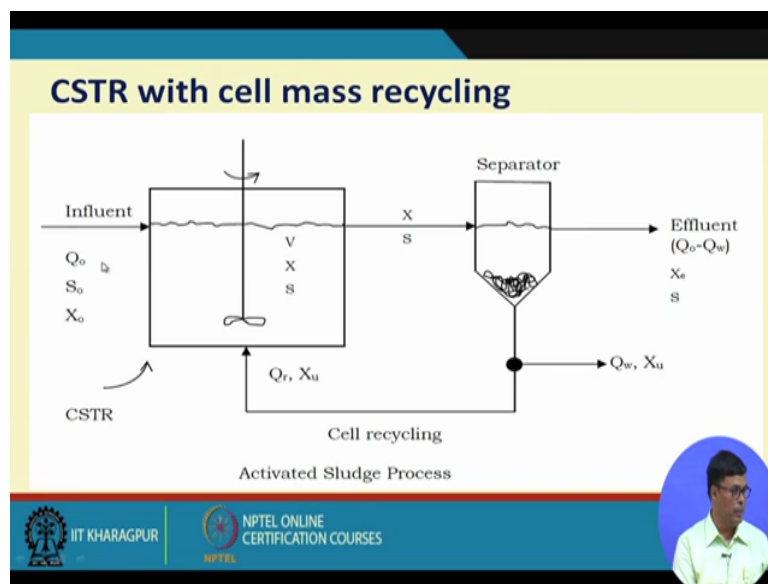 CSTR with cell mass recycling
Separator
Influent
Qₒ
Sₒ
Xₒ
V
X
S
X
S
Effluent
(Qₒ-Qw)
Xₑ
S
Qᵣ, Xᵤ
Qw, Xᵤ
CSTR
Cell recycling
Activated Sludge Process
IIT KHARAGPUR
NPTEL
NPTEL ONLINE
CERTIFICATION COURSES